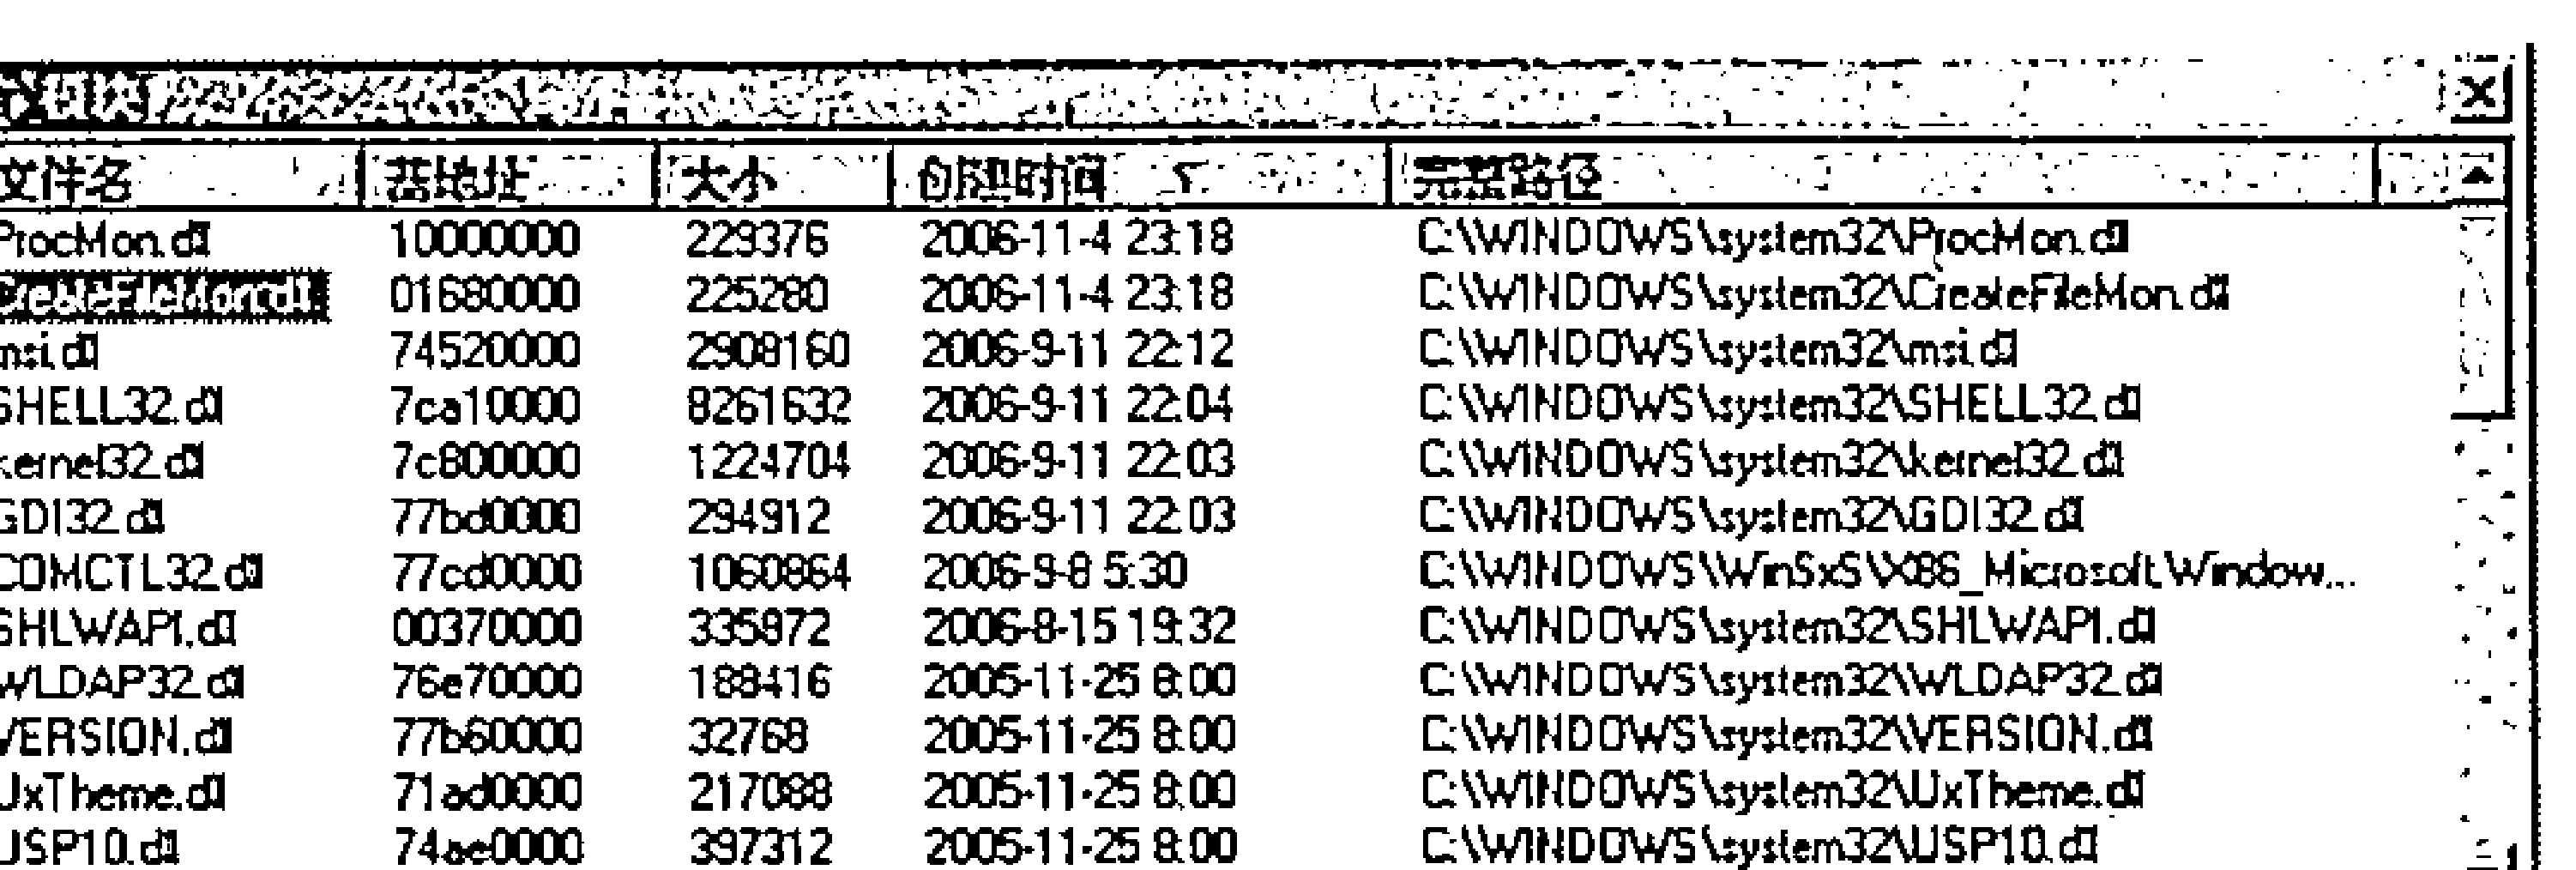 文件名 基地址 大小 创建时间 完整路径
ProcMon.dll 10000000 229376 2006-11-4 23:18 C:\WINDOWS\system32\ProcMon.dll
CreateFileMon.dll 01680000 225280 2006-11-4 23:18 C:\WINDOWS\system32\CreateFileMon.dll
msi.dll 74520000 2908160 2006-9-11 22:12 C:\WINDOWS\system32\msi.dll
SHELL32.dll 7ca10000 8261632 2006-9-11 22:04 C:\WINDOWS\system32\SHELL32.dll
kernel32.dll 7c800000 1224704 2006-9-11 22:03 C:\WINDOWS\system32\kernel32.dll
GDI32.dll 77bd0000 294912 2006-9-11 22:03 C:\WINDOWS\system32\GDI32.dll
COMCTL32.dll 77cd0000 1060864 2006-9-8 5:30 C:\WINDOWS\WinSxS\X86_Microsoft.Window...
SHLWAPI.dll 00370000 335872 2006-8-15 19:32 C:\WINDOWS\system32\SHLWAPI.dll
WLDAP32.dll 76e70000 188416 2005-11-25 8:00 C:\WINDOWS\system32\WLDAP32.dll
VERSION.dll 77b60000 32768 2005-11-25 8:00 C:\WINDOWS\system32\VERSION.dll
UxTheme.dll 71ad0000 217088 2005-11-25 8:00 C:\WINDOWS\system32\UxTheme.dll
USP10.dll 74ae0000 397312 2005-11-25 8:00 C:\WINDOWS\system32\USP10.dll